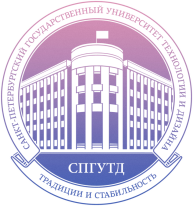 САНКТ-ПЕТЕРБУРГСКИЙ ГОСУДАРСТВЕННЫЙ УНИВЕРСИТЕТ ТЕХНОЛОГИИ И ДИЗАЙНА
СПГУТД
ТРАДИЦИИ И СТАБИЛЬНОСТЬ